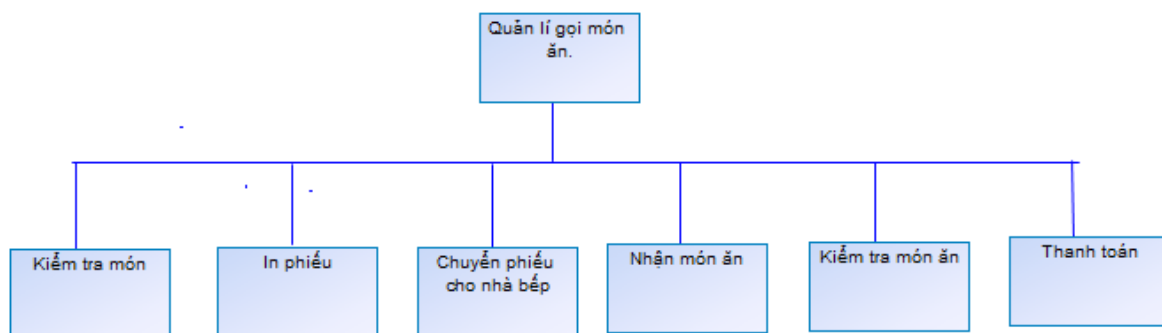 Quản lí gọi món
ăn.
Kiểm tra món
In phiếu
Chuyển phiếu
cho nhà bếp
Nhận món ăn
Kiểm tra món ăn
Thanh toán